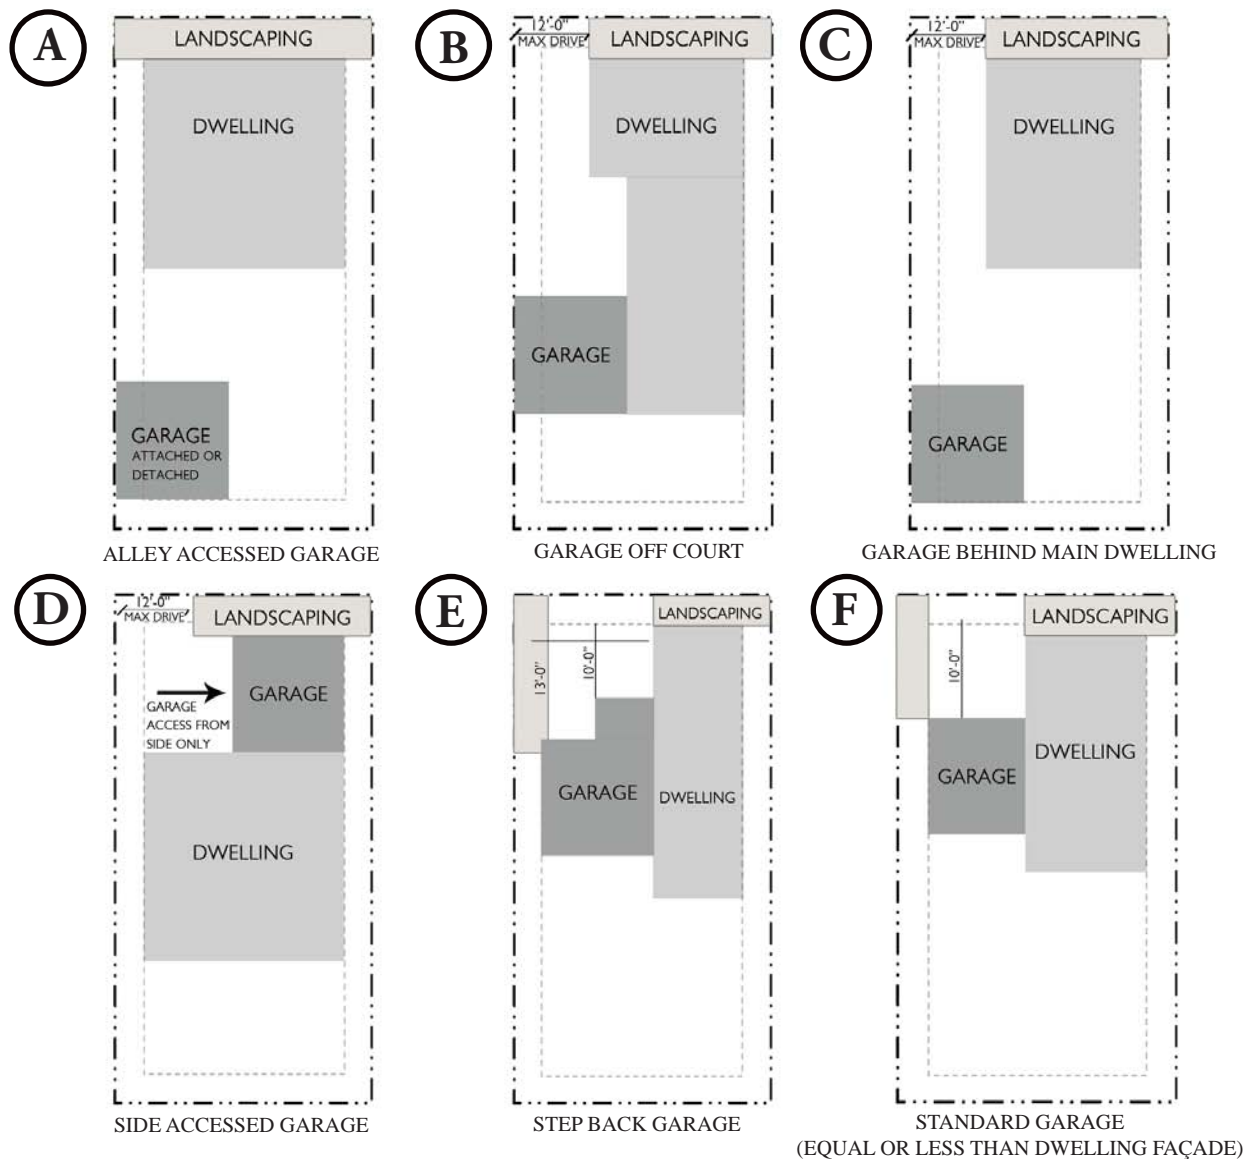 A
LANDSCAPING
DWELLING
GARAGE
ATTACHED OR
DETACHED
ALLEY ACCESSED GARAGE
B
12'-0"
MAX DRIVE
LANDSCAPING
DWELLING
GARAGE
GARAGE OFF COURT
C
12'-0"
MAX DRIVE
LANDSCAPING
DWELLING
GARAGE
GARAGE BEHIND MAIN DWELLING
D
12'-0"
MAX DRIVE
LANDSCAPING
GARAGE
GARAGE
ACCESS FROM
SIDE ONLY
DWELLING
SIDE ACCESSED GARAGE
E
LANDSCAPING
13'-0"
10'-0"
GARAGE
DWELLING
STEP BACK GARAGE
F
LANDSCAPING
10'-0"
DWELLING
GARAGE
STANDARD GARAGE
(EQUAL OR LESS THAN DWELLING FAÇADE)